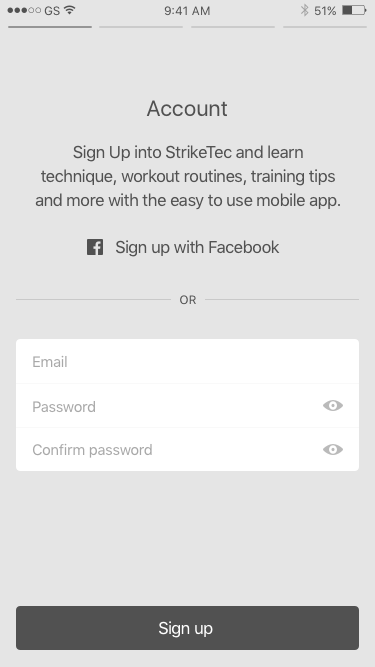 GS 9:41 AM 51%
Account
Sign Up into StrikeTec and learn
technique, workout routines, training tips
and more with the easy to use mobile app.
Sign up with Facebook
OR
Email
Password
Confirm password
Sign up